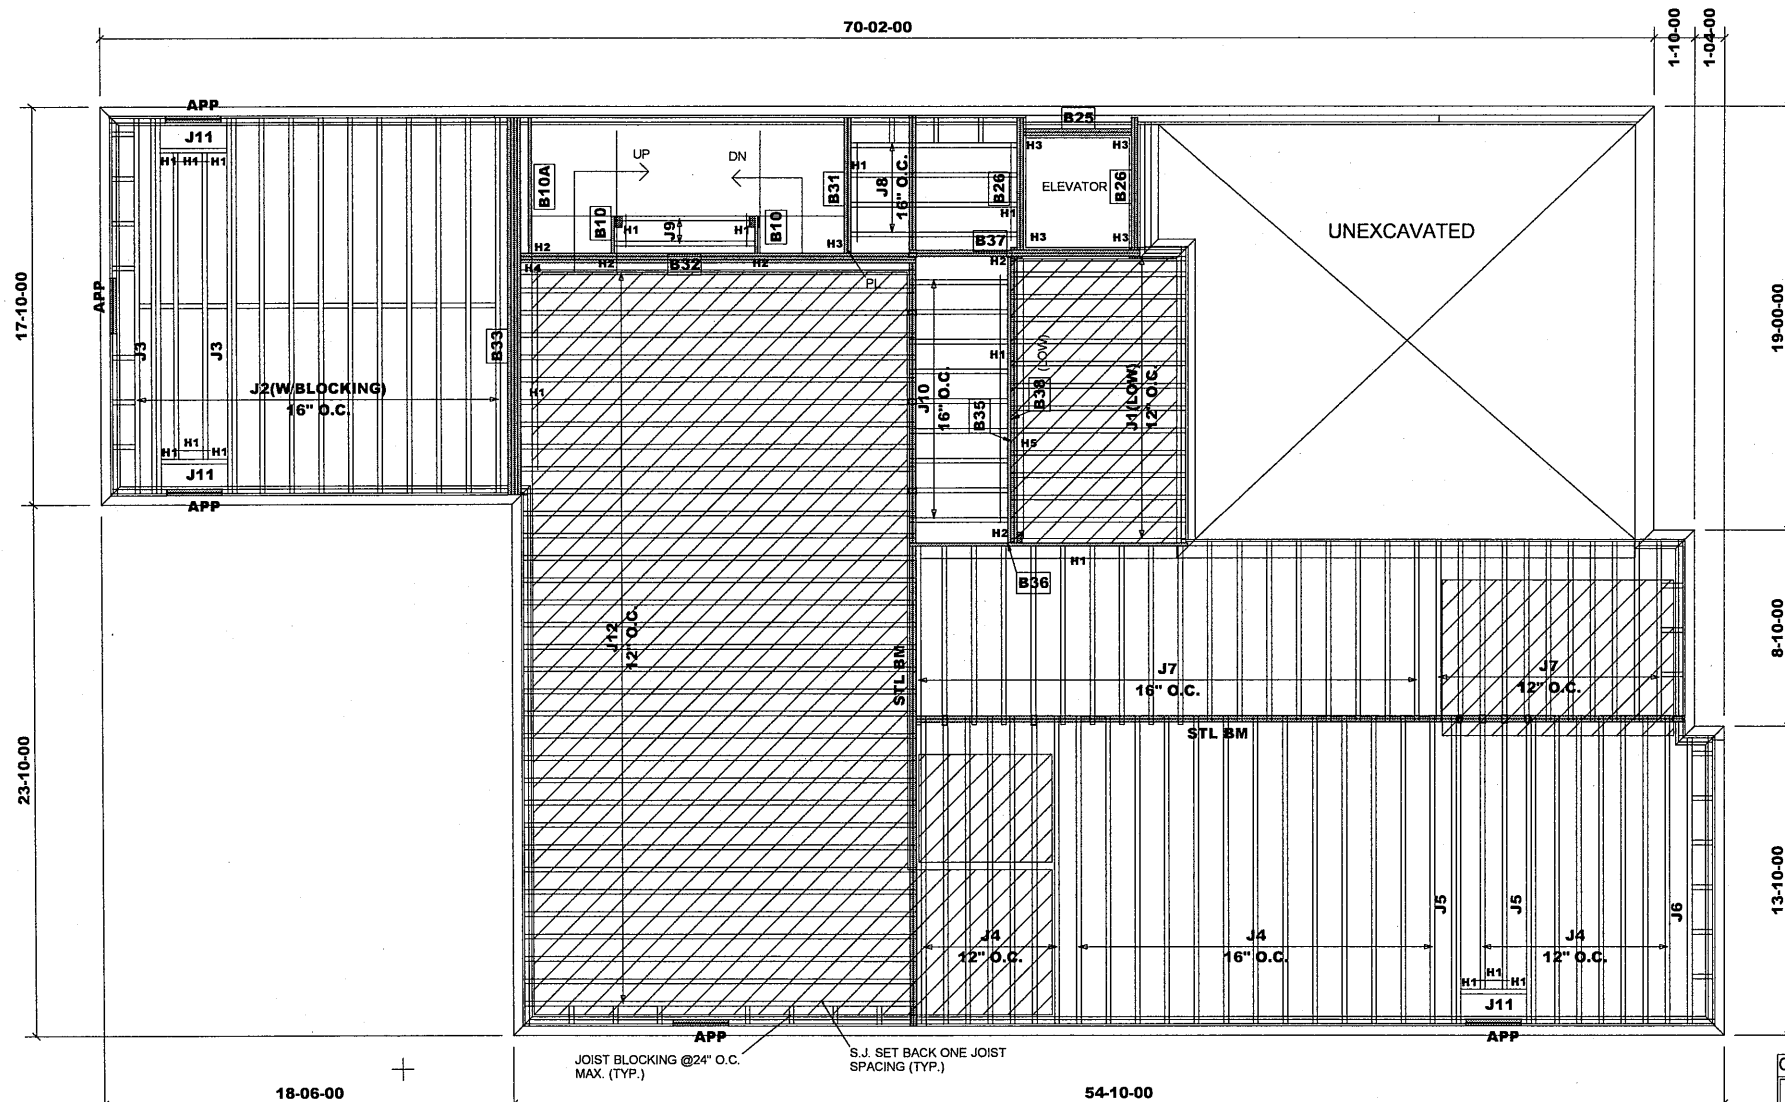 70-02-00
1-10-00
1-04-00
APP
J11
H1 H1 H1
B25
UP
DN
B10A
B31
H1
J8
16" O.C.
B26
H3
H3
ELEVATOR
B26
UNEXCAVATED
B10
H1
J9
H1
B10
H1
H2
H3
B37
H3
H3
H4
H2
B32
H2
H2
PL
17-10-00
APP
J3
J3
B33
J2(W/BLOCKING)
16" O.C.
H1
H1
J10
16" O.C.
B35
B38
(LOW)
H5
J1(LOW)
12" O.C.
19-00-00
H1
H1
H1
J11
APP
H2
H1
B36
J12
12" O.C.
STL BM
J7
16" O.C.
J7
12" O.C.
8-10-00
STL BM
23-10-00
J4
12" O.C.
J4
16" O.C.
J5
J5
J4
12" O.C.
J6
13-10-00
H1
H1
H1
J11
APP
APP
JOIST BLOCKING @24" O.C.
MAX. (TYP.)
S.J. SET BACK ONE JOIST
SPACING (TYP.)
18-06-00
54-10-00